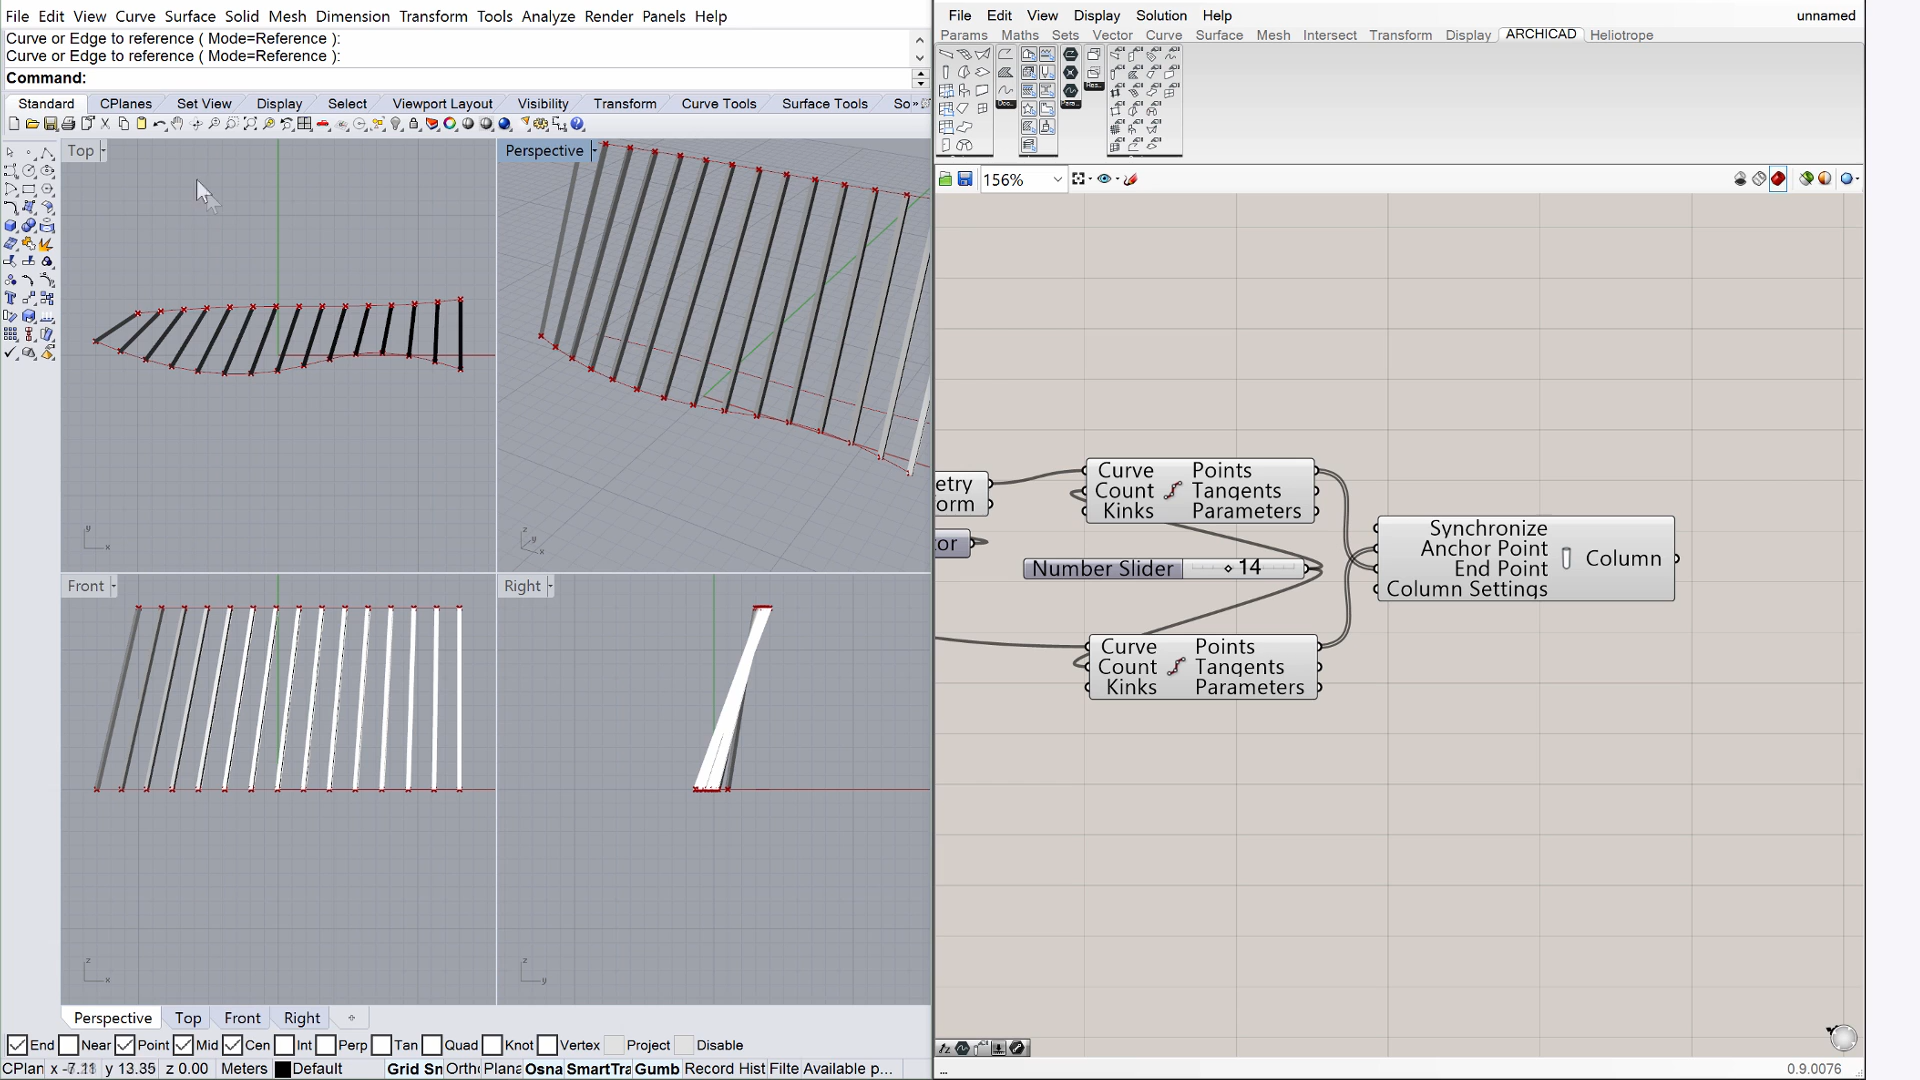 File Edit View Curve Surface Solid Mesh Dimension Transform Tools Analyze Render Panels Help
Curve or Edge to reference ( Mode=Reference ):
Curve or Edge to reference ( Mode=Reference ):
Command:
Standard CPlanes Set View Display Select Viewport Layout Visibility Transform Curve Tools Surface Tools So»
Top
Perspective
y
x
z
y
x
Front
Right
z
x
z
y
Perspective Top Front Right
End Near Point Mid Cen Int Perp Tan Quad Knot Vertex Project Disable
CPlan y 13.35 z 0.00 Meters Default Grid Sn Orth Plana Osna SmartTra Gumb Record Hist Filte Available p...
File Edit View Display Solution Help
unnamed
Params Maths Sets Vector Curve Surface Mesh Intersect Transform Display ARCHICAD Heliotrope
156%
etry
orm
or
Curve Points
Count Tangents
Kinks Parameters
Number Slider 14
Synchronize
Anchor Point
End Point
Column Settings
Column
Curve Points
Count Tangents
Kinks Parameters
...
0.9.0076